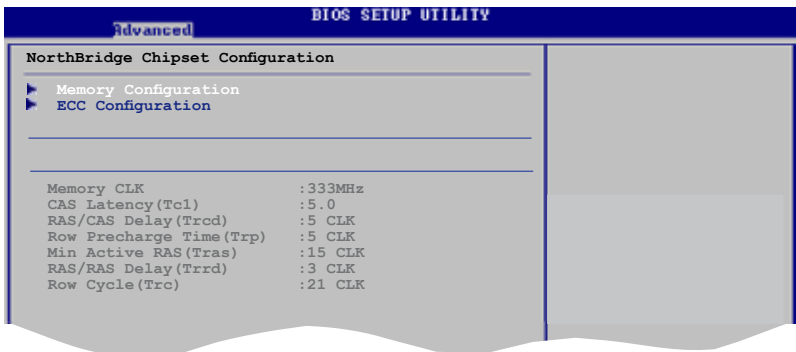 BIOS SETUP UTILITY
Advanced
NorthBridge Chipset Configuration
Memory Configuration
ECC Configuration
Memory CLK :333MHz
CAS Latency(Tc1) :5.0
RAS/CAS Delay(Trcd) :5 CLK
Row Precharge Time(Trp) :5 CLK
Min Active RAS(Tras) :15 CLK
RAS/RAS Delay(Trrd) :3 CLK
Row Cycle(Trc) :21 CLK